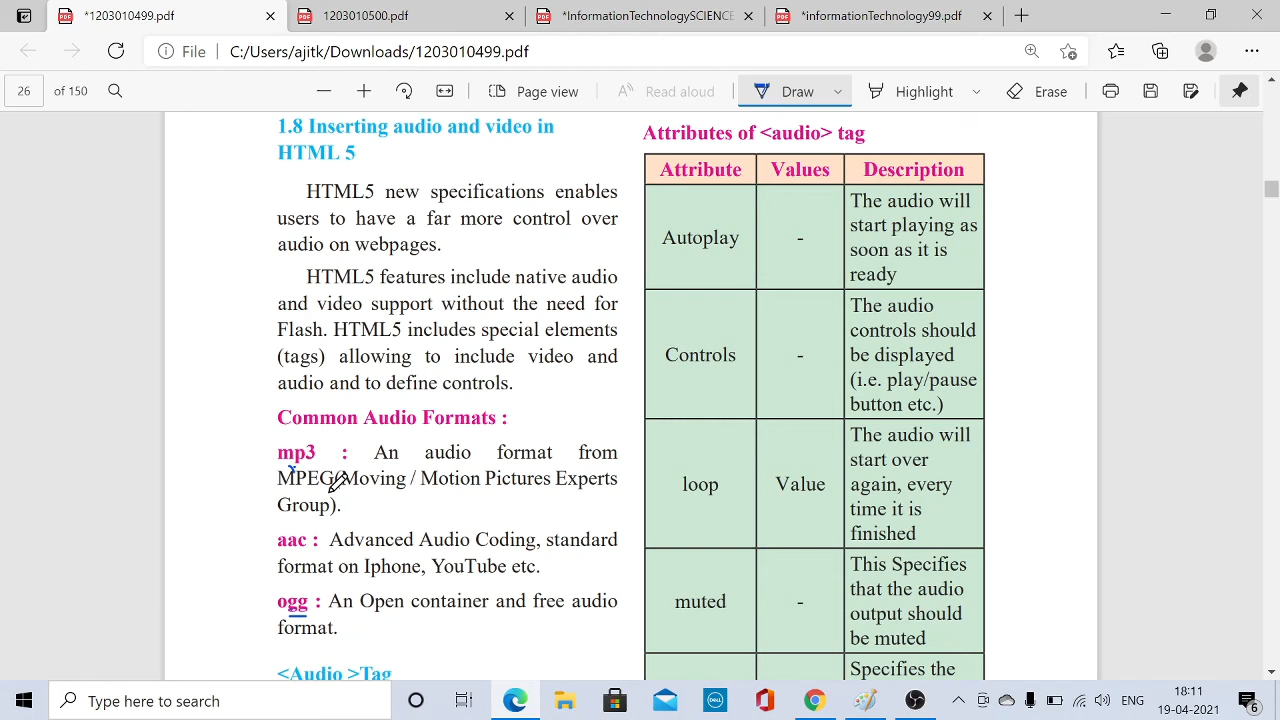 *1203010499.pdf
*InformationTechnologySEM
*InformaTionTechnologySCIEN
*1203010499.pdf
File
C:/Users/ajitk/Downloads/1203010499.pdf
26 of 150
Page view
Read aloud
Draw
Highlight
Erase
1.8 Inserting audio and video in
HTML 5
HTML5 new specifications enables
users to have a far more control over
audio on webpages.
HTML5 features include native audio
and video support without the need for
Flash. HTML5 includes special elements
(tags) allowing to include video and
audio and to define controls.
Common Audio Formats :
mp3 : An audio format from
MPEG(Moving / Motion Pictures Experts
Group).
aac : Advanced Audio Coding, standard
format on Iphone, YouTube etc.
ogg : An Open container and free audio
format.
<Audio >Tag
Attributes of <audio> tag
Attribute Values Description
Autoplay - The audio will
start playing as
soon as it is
ready
Controls - The audio
controls should
be displayed
(i.e. play/pause
button etc.)
loop Value The audio will
start over
again, every
time it is
finished
muted - This Specifies
that the audio
output should
be muted
Specifies the
Type here to search
DELL
ENG
18:11
19-04-2021
6